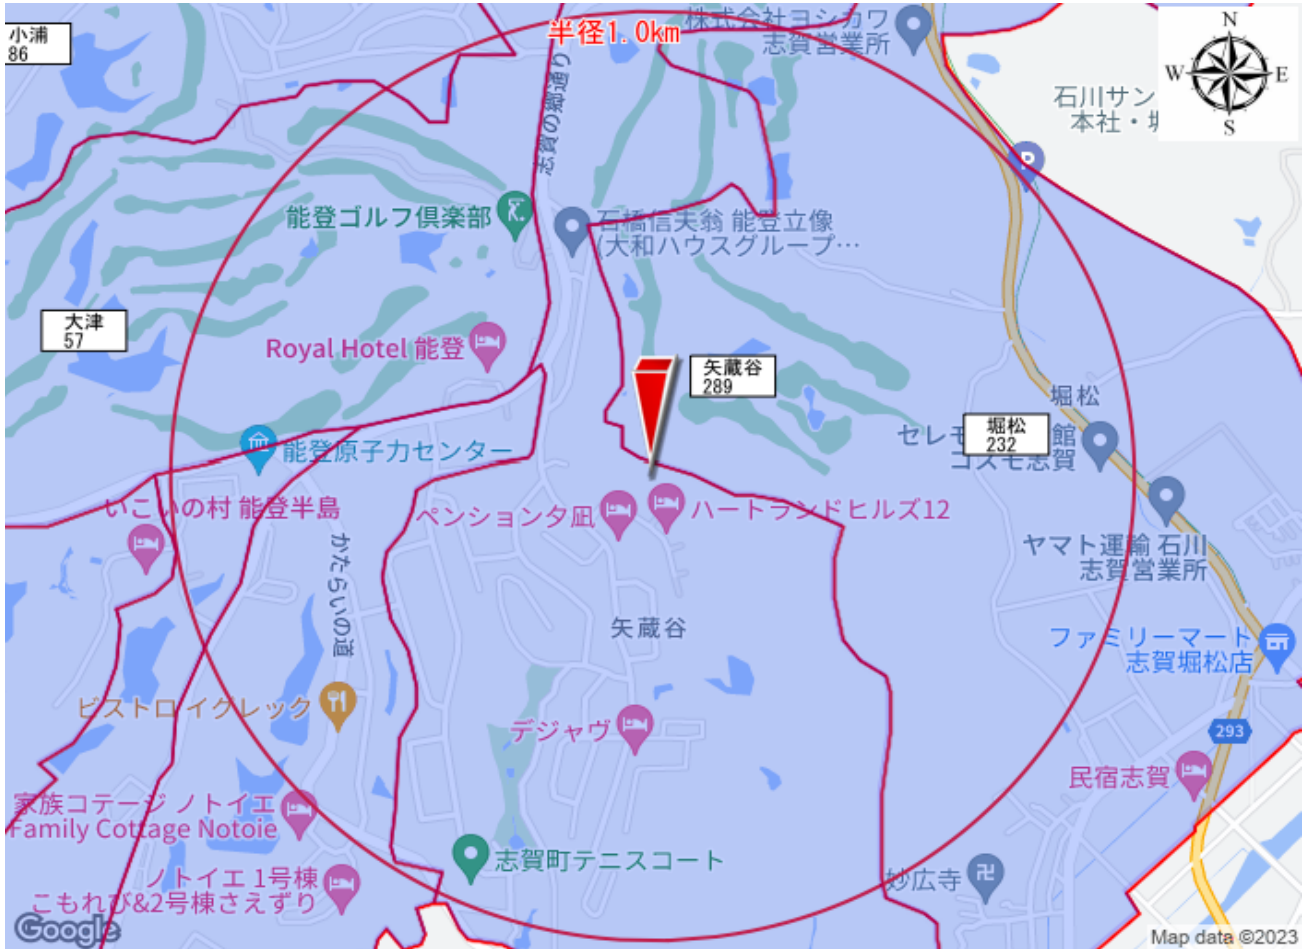 小浦
86
半径1.0km
株式会社ヨシカワ
志賀営業所
N
W
E
S
石川サン
本社・堀
志賀の郷通り
P
能登ゴルフ倶楽部
石橋信夫翁 能登立像
(大和ハウスグループ…
大津
57
Royal Hotel 能登
矢蔵谷
289
堀松
堀松
232
セレモ
館
コスモ志賀
能登原子力センター
いこいの村 能登半島
ペンション夕凪
ハートランドヒルズ12
ヤマト運輸 石川
志賀営業所
かたらいの道
矢蔵谷
ファミリーマート
志賀堀松店
ビストロ イグレック
デジャヴ
293
民宿志賀
家族コテージ ノトイエ
Family Cottage Notoie
志賀町テニスコート
ノトイエ 1号棟
こもれび&2号棟さえずり
妙広寺
Google
Map data ©2023